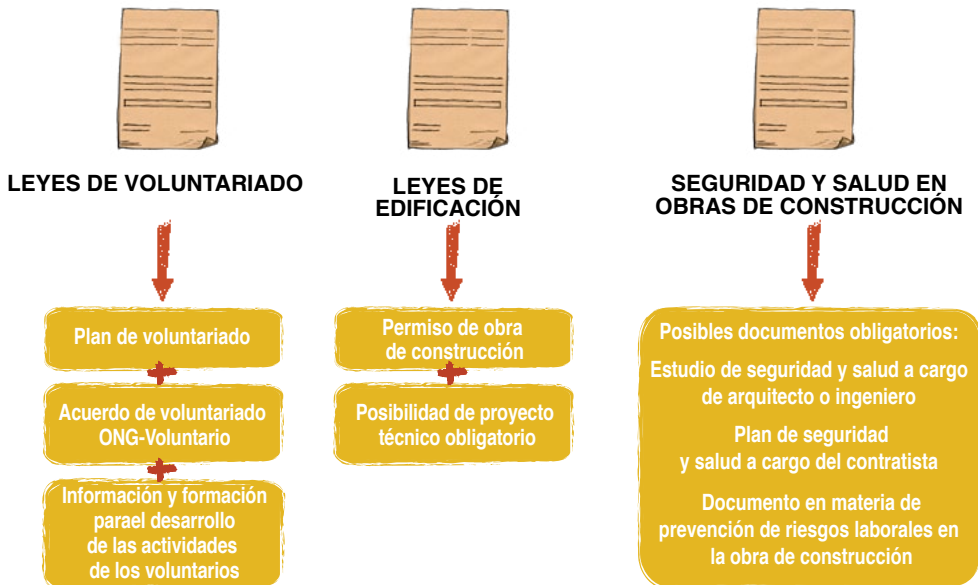 LEYES DE VOLUNTARIADO
Plan de voluntariado
+
Acuerdo de voluntariado
ONG-Voluntario
+
Información y formación
parael desarrollo
de las actividades
de los voluntarios
LEYES DE
EDIFICACIÓN
Permiso de obra
de construcción
+
Posibilidad de proyecto
técnico obligatorio
SEGURIDAD Y SALUD EN
OBRAS DE CONSTRUCCIÓN
Posibles documentos obligatorios:
Estudio de seguridad y salud a cargo
de arquitecto o ingeniero
Plan de seguridad
y salud a cargo del contratista
Documento en materia de
prevención de riesgos laborales en
la obra de construcción